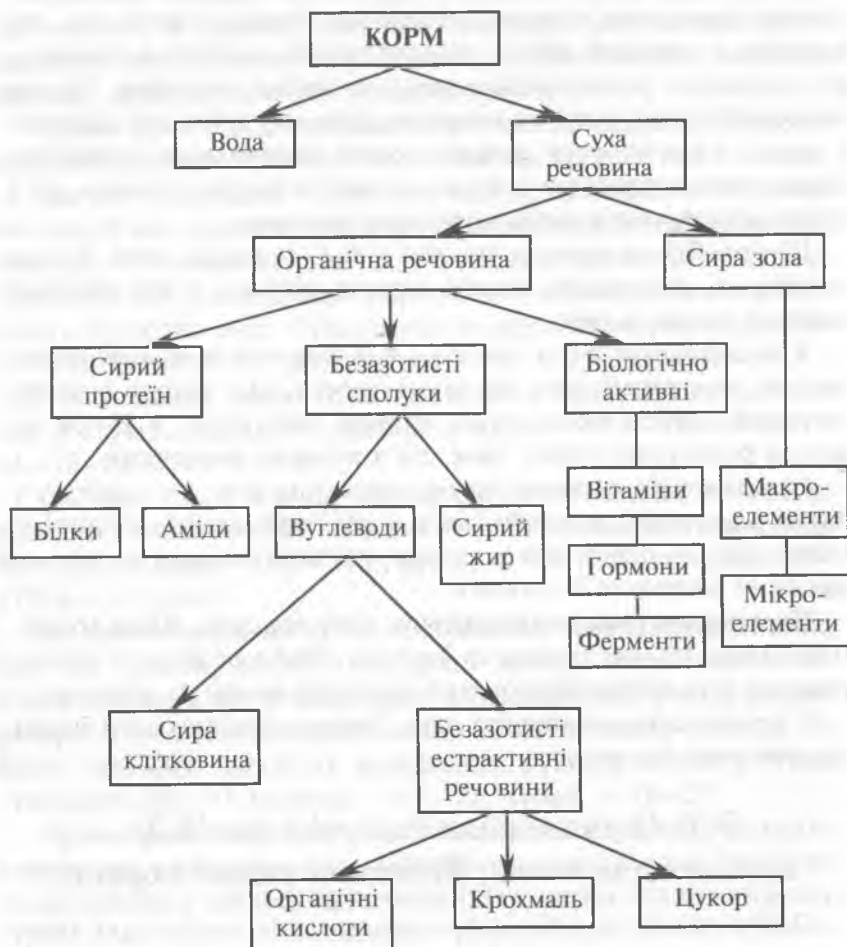 КОРМ
Вода
Суха
речовина
Органічна речовина
Сира зола
Сирий
протеїн
Безазотисті
сполуки
Біологічно
активні
Білки
Аміди
Вуглеводи
Сирий
жир
Вітаміни
Гормони
Ферменти
Макро-
елементи
Мікро-
елементи
Сира
клітковина
Безазотисті
естрактивні
речовини
Органічні
кислоти
Крохмаль
Цукор